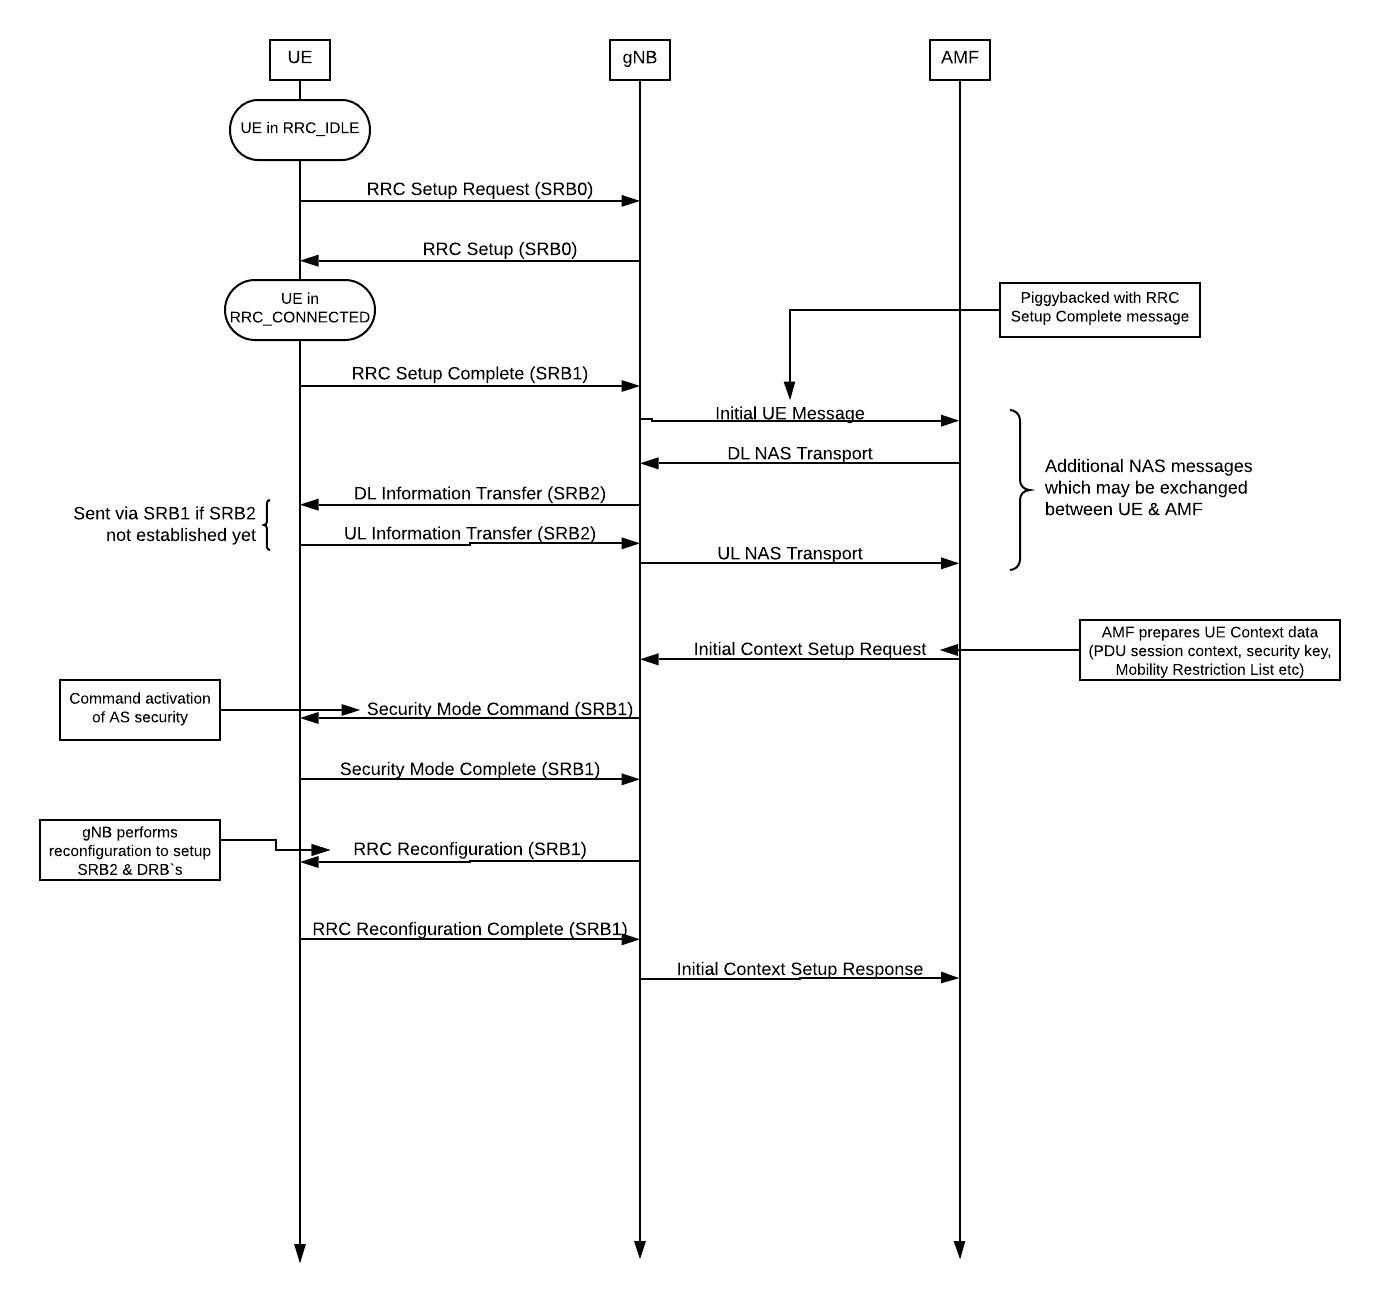 UE
gNB
AMF
UE in RRC_IDLE
RRC Setup Request (SRB0)
RRC Setup (SRB0)
UE in
RRC_CONNECTED
Piggybacked with RRC
Setup Complete message
RRC Setup Complete (SRB1)
Initial UE Message
DL NAS Transport
Additional NAS messages
which may be exchanged
between UE & AMF
DL Information Transfer (SRB2)
Sent via SRB1 if SRB2
not established yet
UL Information Transfer (SRB2)
UL NAS Transport
AMF prepares UE Context data
(PDU session context, security key,
Mobility Restriction List etc)
Initial Context Setup Request
Command activation
of AS security
Security Mode Command (SRB1)
Security Mode Complete (SRB1)
gNB performs
reconfiguration to setup
SRB2 & DRB`s
RRC Reconfiguration (SRB1)
RRC Reconfiguration Complete (SRB1)
Initial Context Setup Response